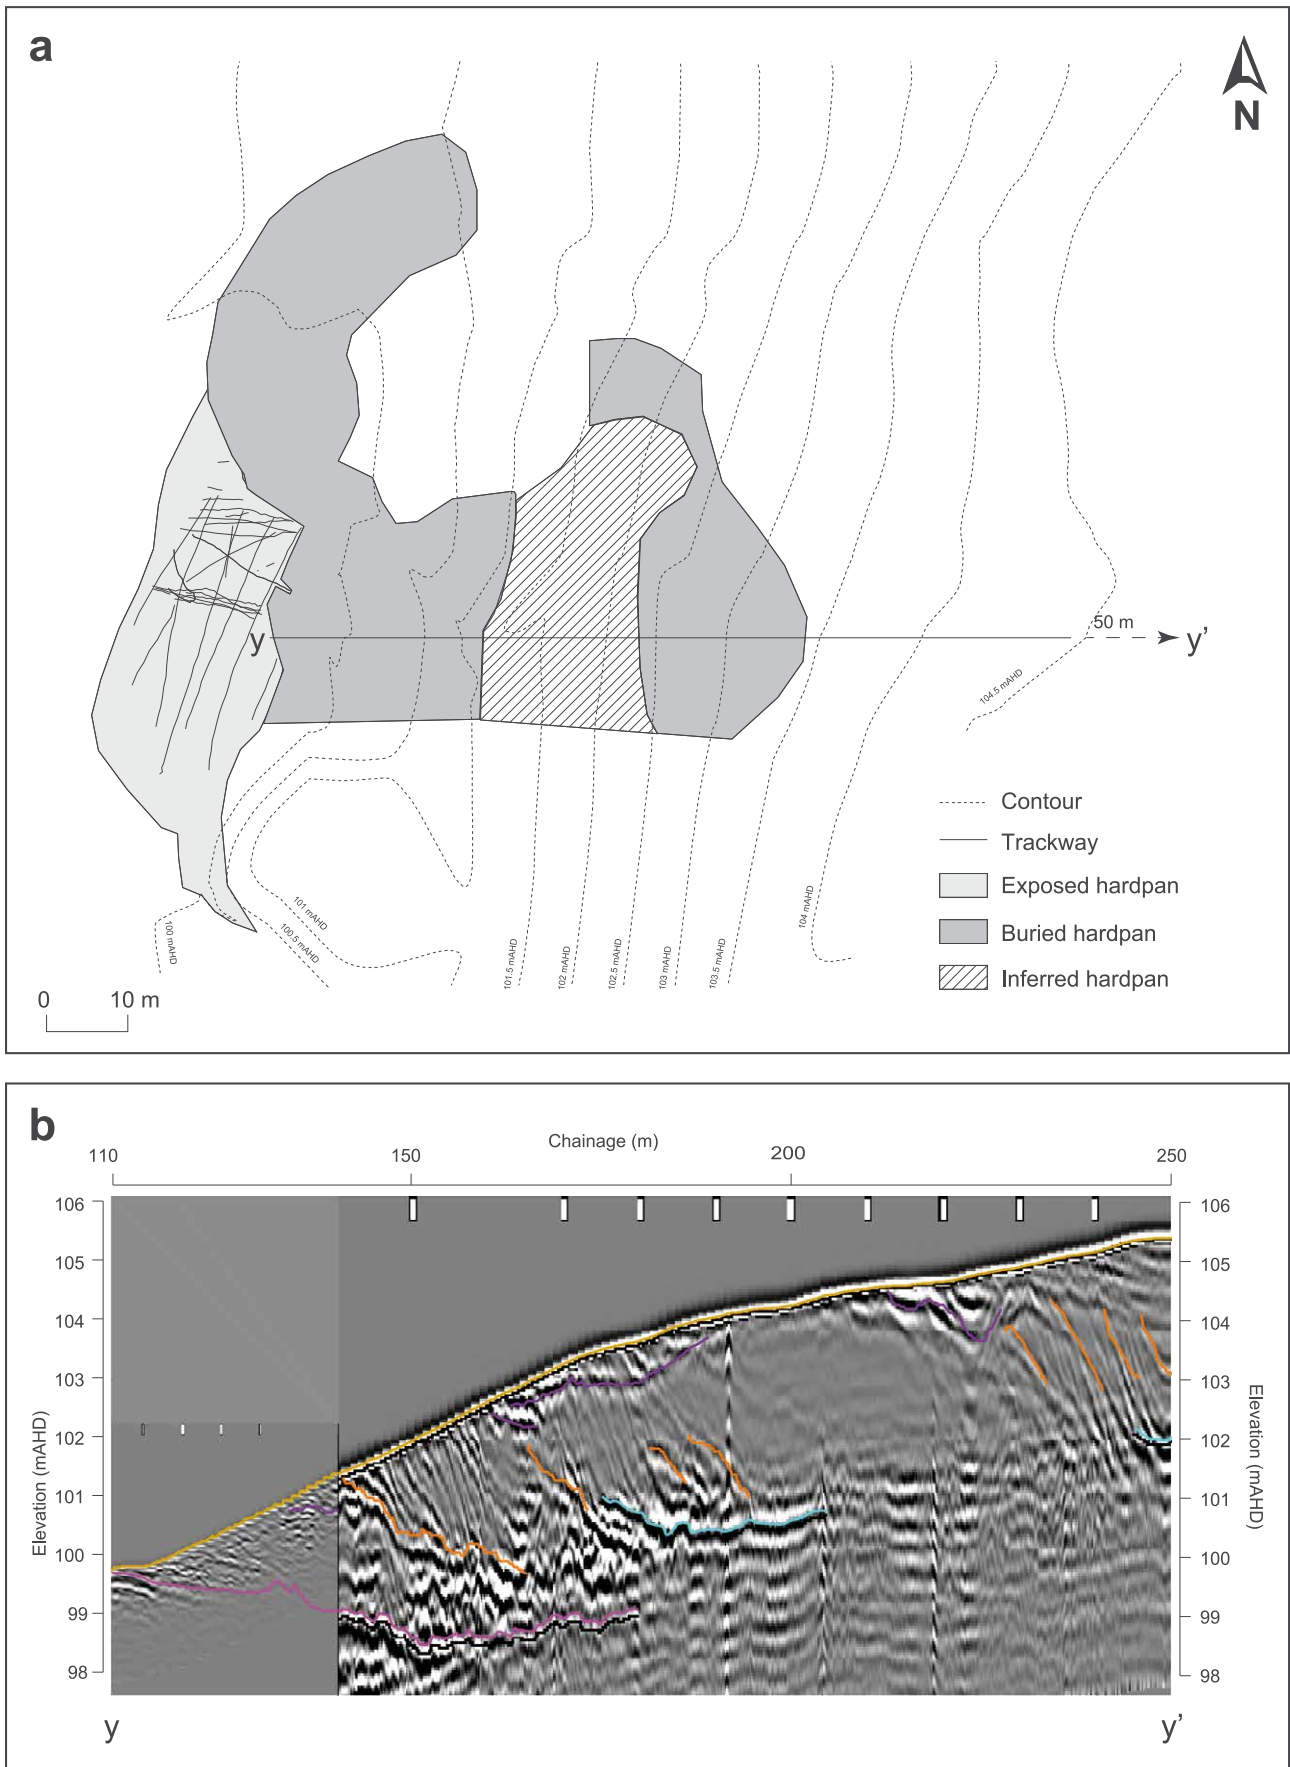 a
N
y
50 m
y’
104.5 mAHD
100 mAHD
100.5 mAHD
101 mAHD
101.5 mAHD
102 mAHD
102.5 mAHD
103 mAHD
103.5 mAHD
104 mAHD
Contour
Trackway
Exposed hardpan
Buried hardpan
Inferred hardpan
0 10 m
b
Chainage (m)
110 150 200 250
106 106
105 105
104 104
103 103
102 102
101 101
100 100
99 99
98 98
Elevation (mAHD)
Elevation (mAHD)
y y’